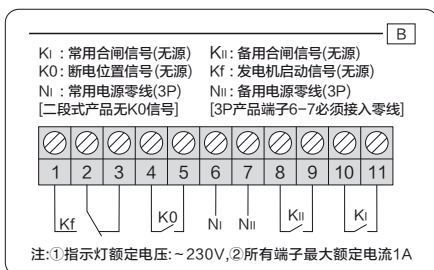 B
KI：常用合闸信号(无源) KII：备用合闸信号(无源)
K0：断电位置信号(无源) Kf：发电机启动信号(无源)
NI：常用电源零线(3P) NII：备用电源零线(3P)
[二段式产品无K0信号] [3P产品端子6-7必须接入零线]
1 2 3 4 5 6 7 8 9 10 11
Kf K0 NI NII KII KI
注:①指示灯额定电压:~230V,②所有端子最大额定电流1A